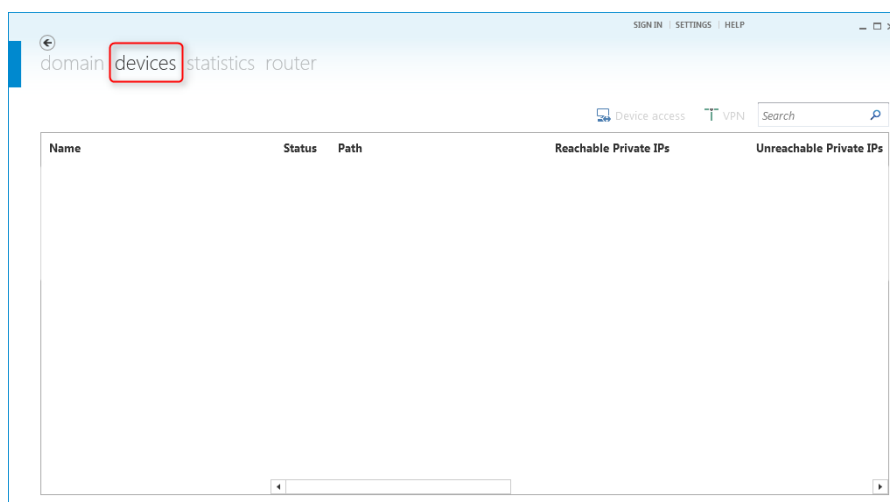 SIGN IN | SETTINGS | HELP
domain devices statistics router
Device access VPN Search
Name Status Path Reachable Private IPs Unreachable Private IPs